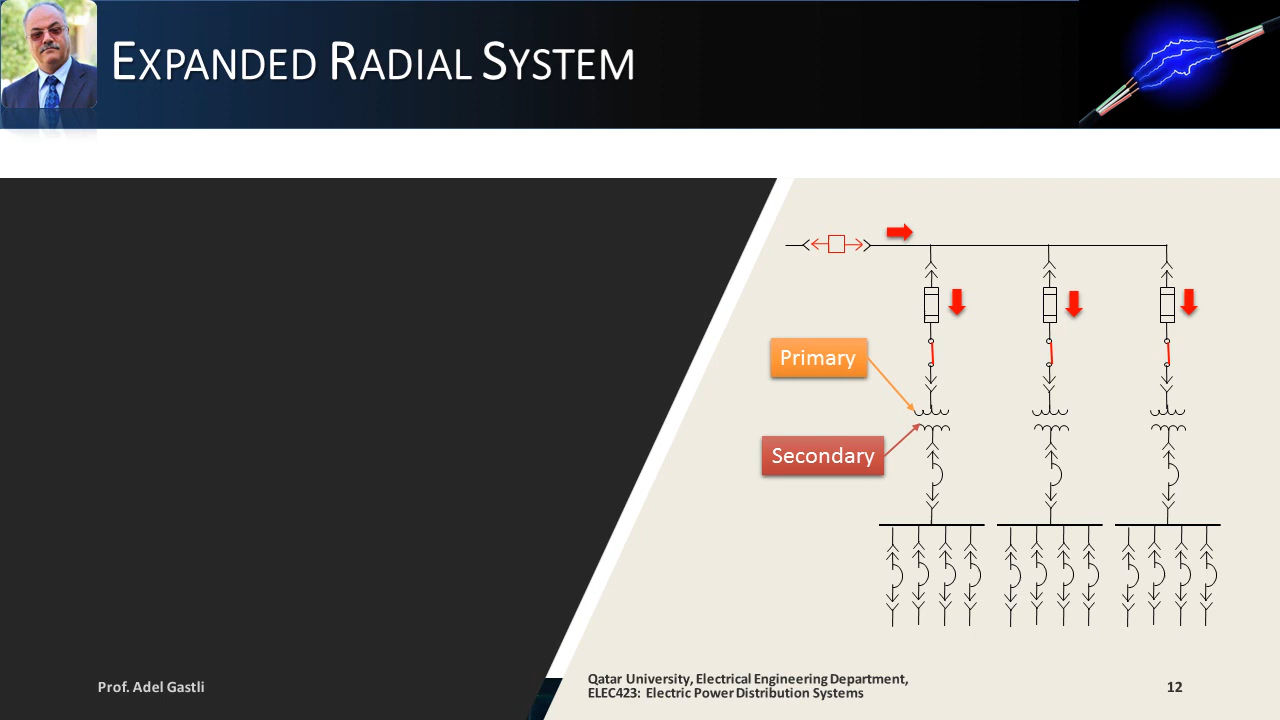 EXPANDED RADIAL SYSTEM
Primary
Secondary
Prof. Adel Gastli
Qatar University, Electrical Engineering Department,
ELEC423: Electric Power Distribution Systems
12